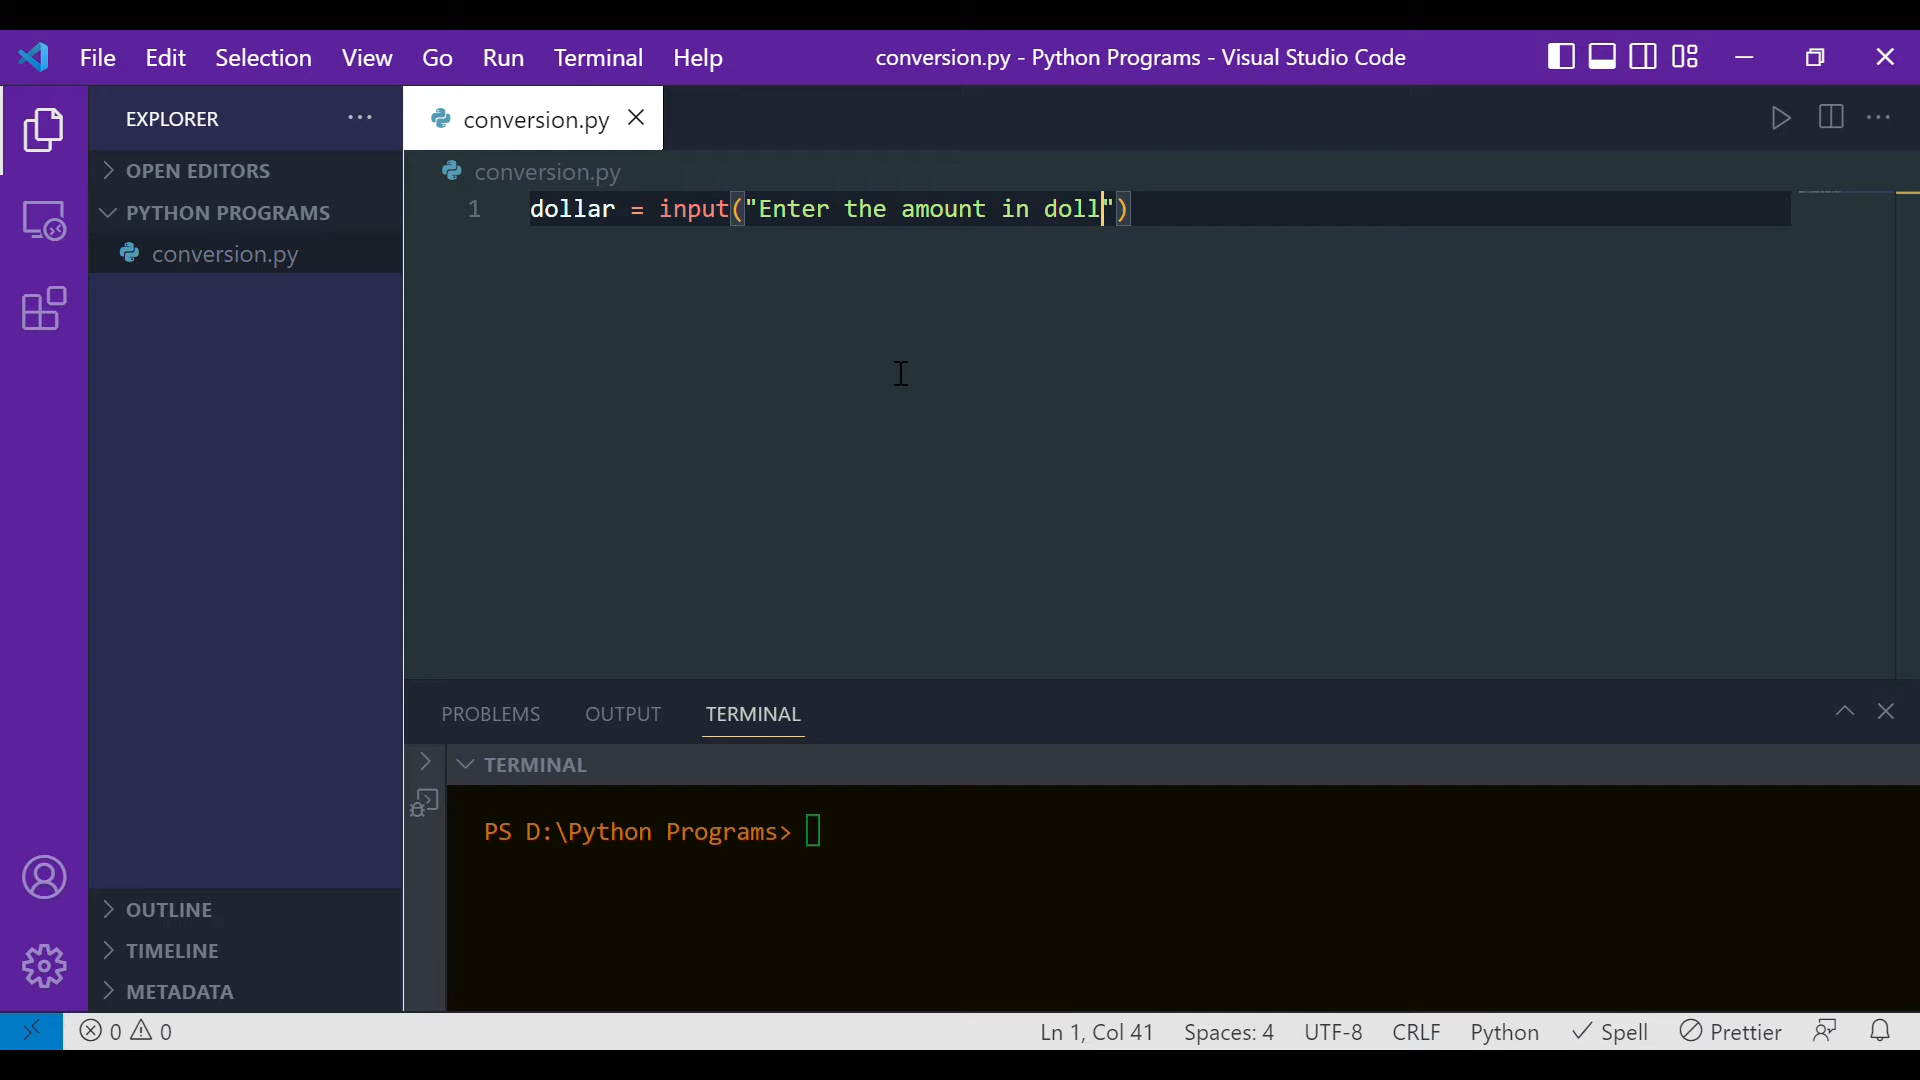 File Edit Selection View Go Run Terminal Help
conversion.py - Python Programs - Visual Studio Code
EXPLORER
OPEN EDITORS
PYTHON PROGRAMS
conversion.py
OUTLINE
TIMELINE
METADATA
conversion.py
conversion.py
1 dollar = input("Enter the amount in doll")
PROBLEMS OUTPUT TERMINAL
TERMINAL
PS D:\Python Programs>
0 0
Ln 1, Col 41 Spaces: 4 UTF-8 CRLF Python Spell Prettier